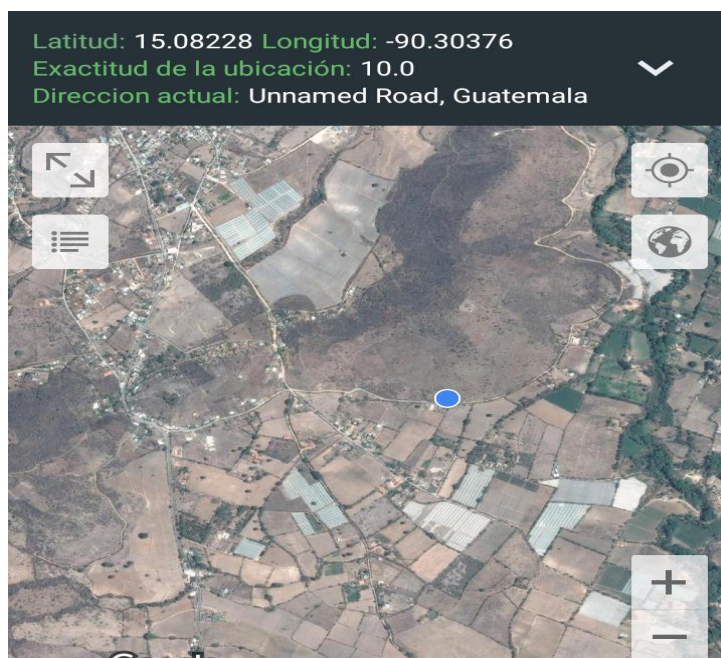 Latitud: 15.08228 Longitud: -90.30376
Exactitud de la ubicación: 10.0
Direccion actual: Unnamed Road, Guatemala